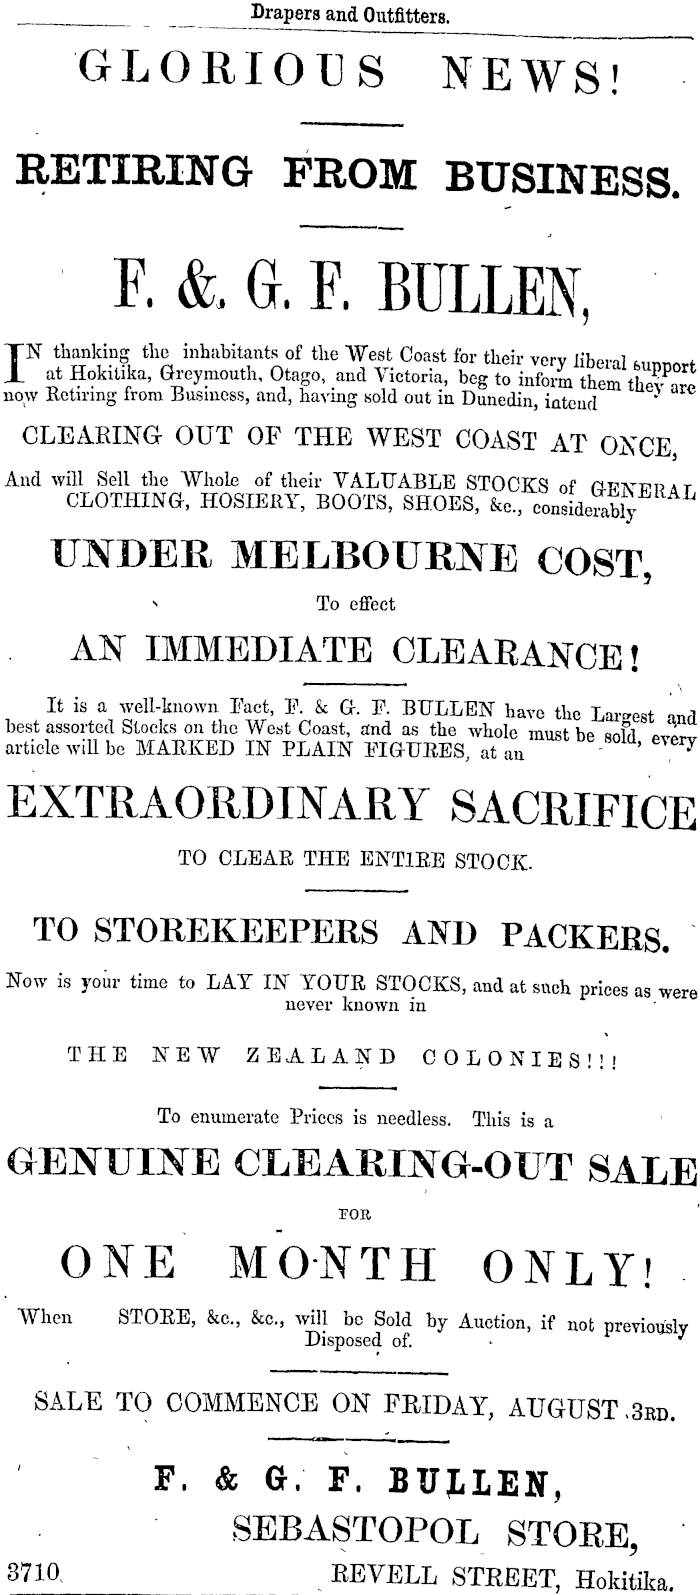 Drapers and Outfitters.
GLORIOUS NEWS!
RETIRING FROM BUSINESS.
F. &. G. F. BULLEN,
IN thanking the inhabitants of the West Coast for their very liberal support
at Hokitika, Greymouth, Otago, and Victoria, beg to inform them they are
now Retiring from Business, and, having sold out in Dunedin, intend
CLEARING OUT OF THE WEST COAST AT ONCE,
And will Sell the Whole of their VALUABLE STOCKS of GENERAL
CLOTHING, HOSIERY, BOOTS, SHOES, &c., considerably
UNDER MELBOURNE COST,
To effect
AN IMMEDIATE CLEARANCE!
It is a well-known Fact, F. & G. F. BULLEN have the Largest and
best assorted Stocks on the West Coast, and as the whole must be sold, every
article will be MARKED IN PLAIN FIGURES, at an
EXTRAORDINARY SACRIFICE
TO CLEAR THE ENTIRE STOCK.
TO STOREKEEPERS AND PACKERS.
Now is your time to LAY IN YOUR STOCKS, and at such prices as were
never known in
THE NEW ZEALAND COLONIES!!!
To enumerate Prices is needless. This is a
GENUINE CLEARING-OUT SALE
FOR
ONE MONTH ONLY!
When STORE, &c., &c., will be Sold by Auction, if not previously
Disposed of.
SALE TO COMMENCE ON FRIDAY, AUGUST 3RD.
F. & G. F. BULLEN,
SEBASTOPOL STORE,
3710 REVELL STREET, Hokitika.